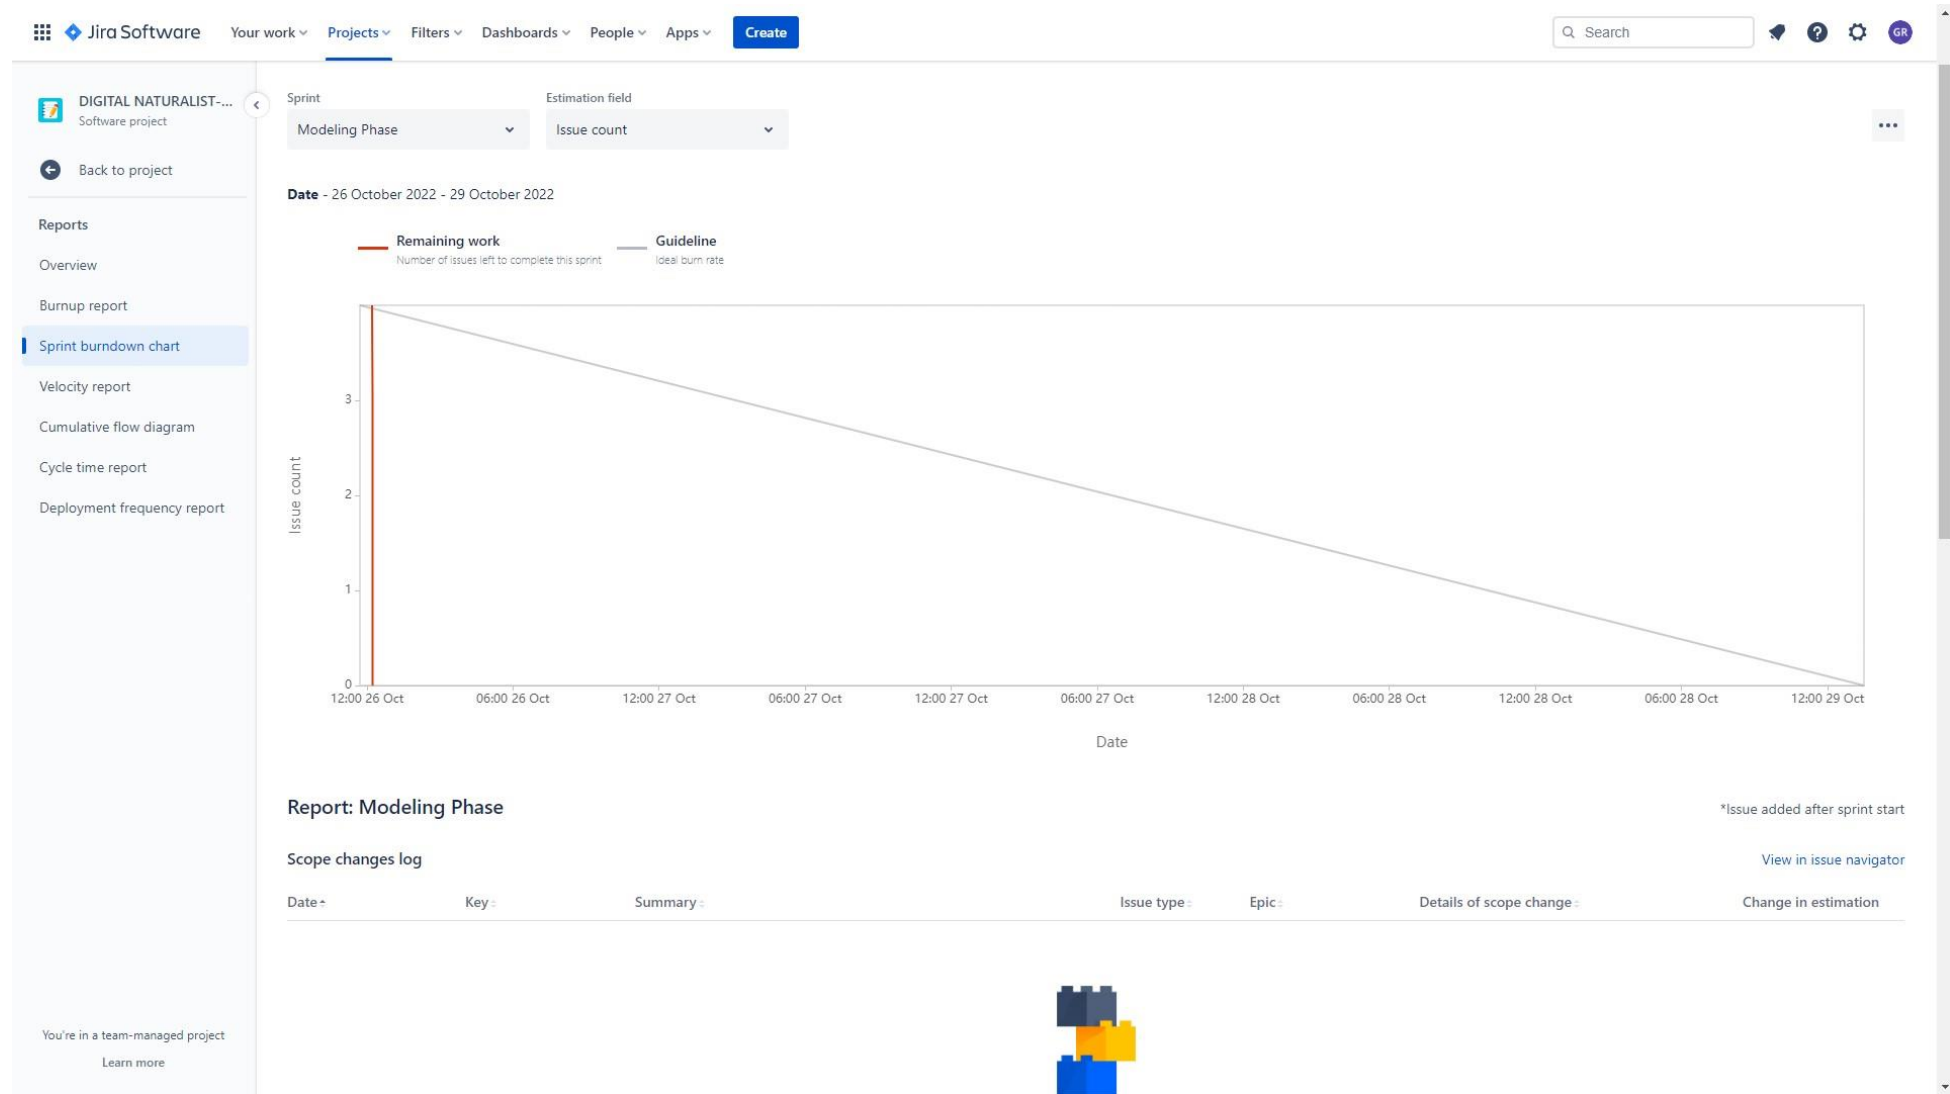 Jira Software
Your work
Projects
Filters
Dashboards
People
Apps
Create
Search
GR
DIGITAL NATURALIST-...
Software project
Back to project
Reports
Overview
Burnup report
Sprint burndown chart
Velocity report
Cumulative flow diagram
Cycle time report
Deployment frequency report
You're in a team-managed project
Learn more
Sprint
Estimation field
Modeling Phase
Issue count
Date - 26 October 2022 - 29 October 2022
Remaining work
Number of issues left to complete this sprint
Guideline
Ideal burn rate
Issue count
3
2
1
0
12:00 26 Oct
06:00 26 Oct
12:00 27 Oct
06:00 27 Oct
12:00 27 Oct
06:00 27 Oct
12:00 28 Oct
06:00 28 Oct
12:00 28 Oct
06:00 28 Oct
12:00 29 Oct
Date
Report: Modeling Phase
*Issue added after sprint start
Scope changes log
View in issue navigator
Date
Key
Summary
Issue type
Epic
Details of scope change
Change in estimation